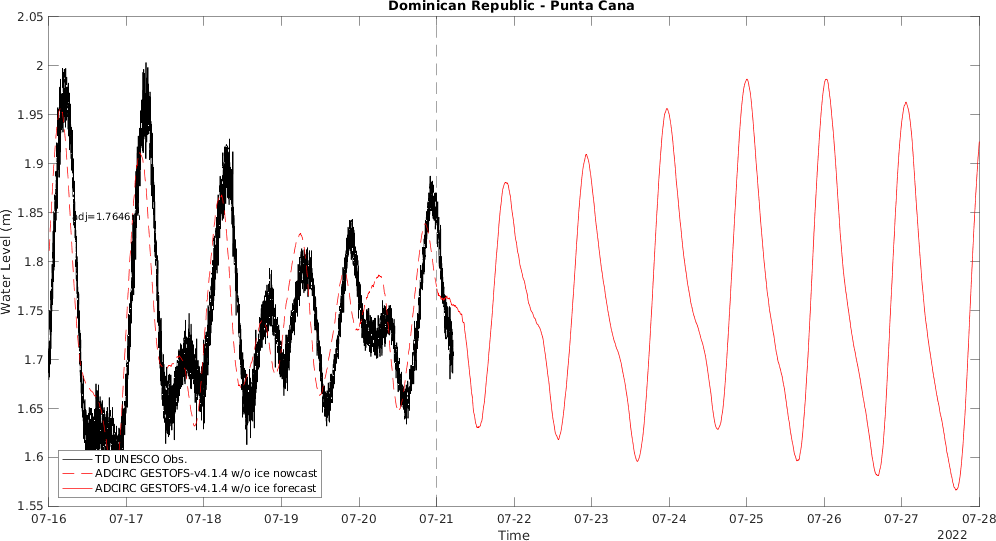 Dominican Republic - Punta Cana
2.05
2
1.95
1.9
1.85
1.8
1.75
1.7
1.65
1.6
1.55
Water Level (m)
adj=1.7646
TD UNESCO Obs.
ADCIRC GESTOFS-v4.1.4 w/o ice nowcast
ADCIRC GESTOFS-v4.1.4 w/o ice forecast
07-16 07-17 07-18 07-19 07-20 07-21 07-22 07-23 07-24 07-25 07-26 07-27 07-28
Time
2022